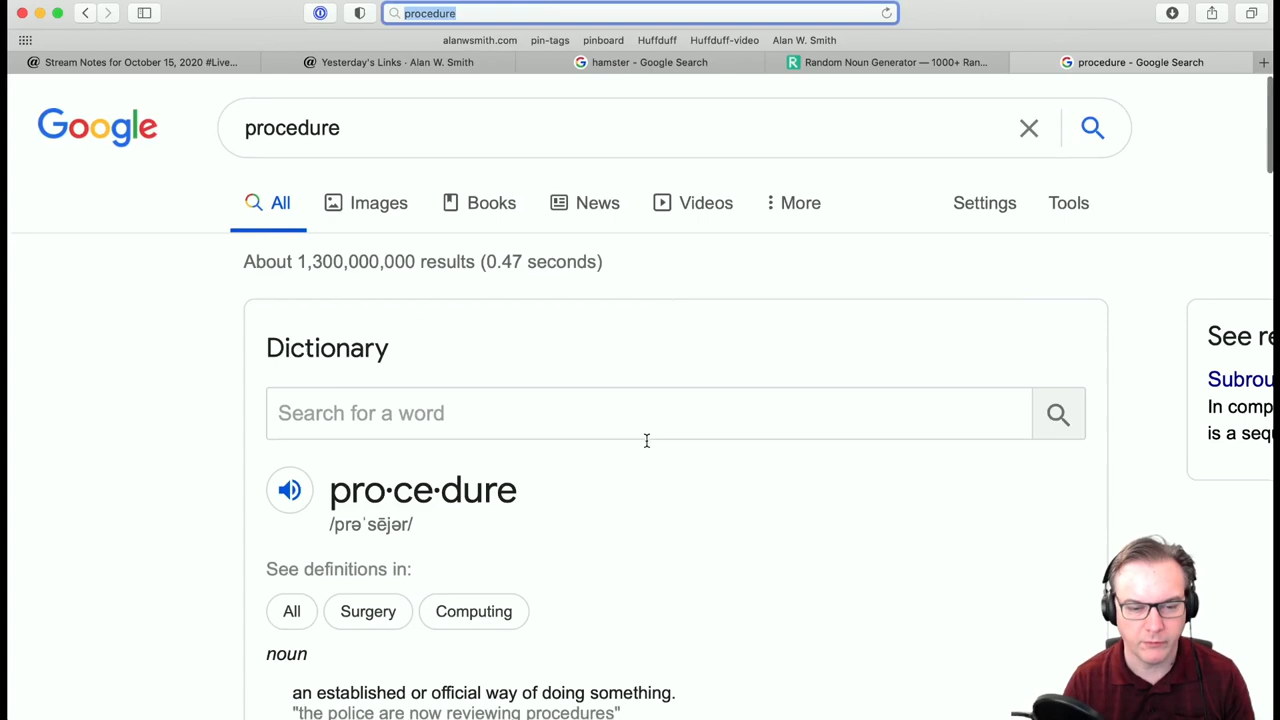 procedure
alanwsmith.com pin-tags pinboard Huffduff Huffduff-video Alan W. Smith
Stream Notes for October 15, 2020 #Live... Yesterday's Links · Alan W. Smith hamster - Google Search Random Noun Generator — 1000+ Ran... procedure - Google Search
Google procedure
All Images Books News Videos More Settings Tools
About 1,300,000,000 results (0.47 seconds)
Dictionary
See re
Search for a word
Subrou
In comp
is a seq
pro·ce·dure
/prəˈsējər/
See definitions in:
All Surgery Computing
noun
an established or official way of doing something.
"the police are now reviewing procedures"